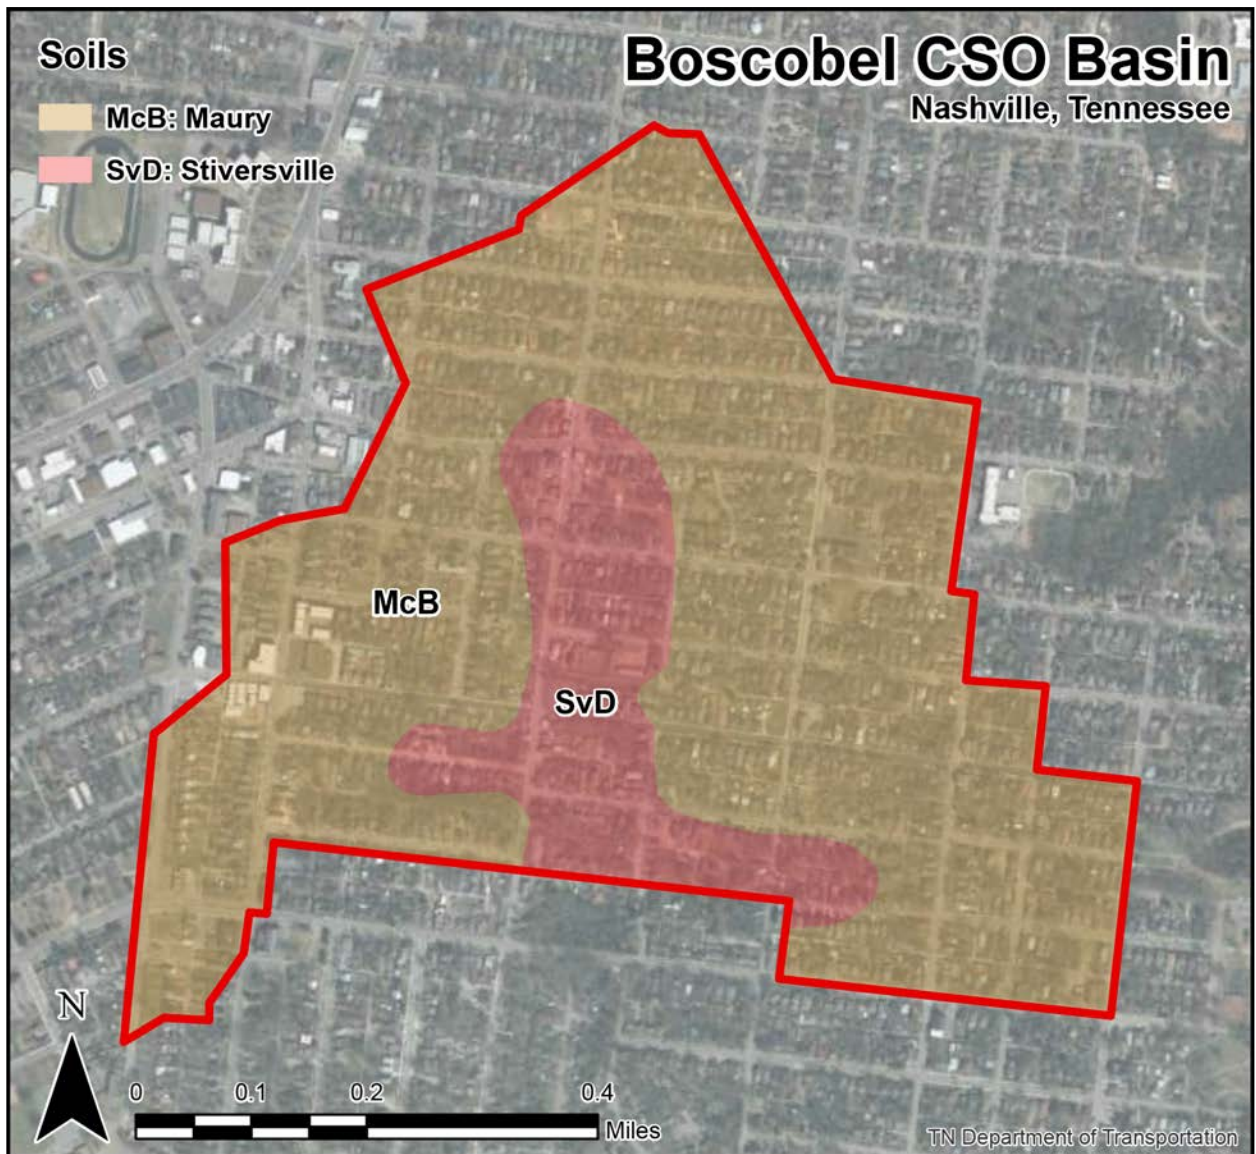 Soils
McB: Maury
SvD: Stiversville
Boscobel CSO Basin
Nashville, Tennessee
McB
SvD
N
0 0.1 0.2 0.4
Miles
TN Department of Transportation